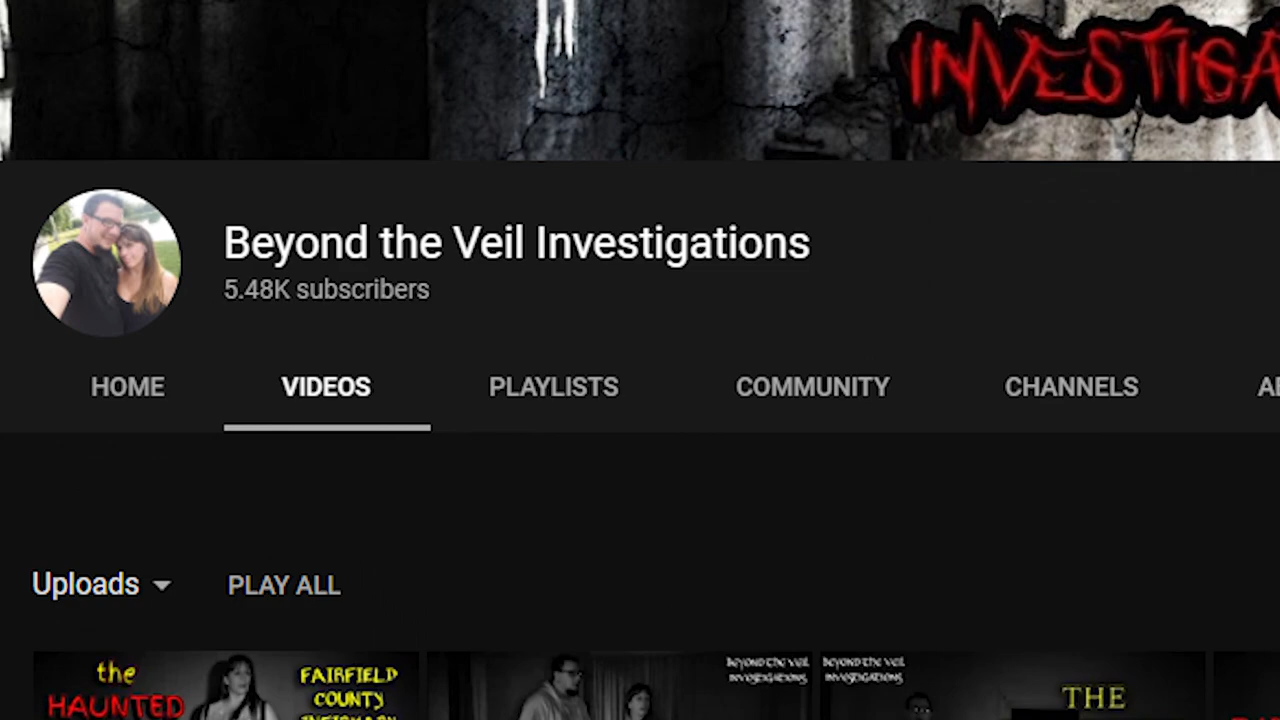 INVESTIGA
Beyond the Veil Investigations
5.48K subscribers
HOME VIDEOS PLAYLISTS COMMUNITY CHANNELS
Uploads PLAY ALL
the
HAUNTED
FAIRFIELD
COUNTY
INFIRMARY
BEYOND THE VEIL
INVESTIGATIONS
BEYOND THE VEIL
INVESTIGATIONS
THE